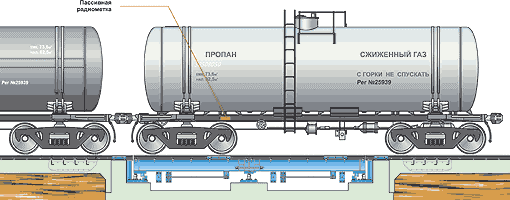 Пассивная
радиометка
ПРОПАН
СЖИЖЕННЫЙ ГАЗ
С ГОРКИ НЕ СПУСКАТЬ
Рег №25939
Рег №25939